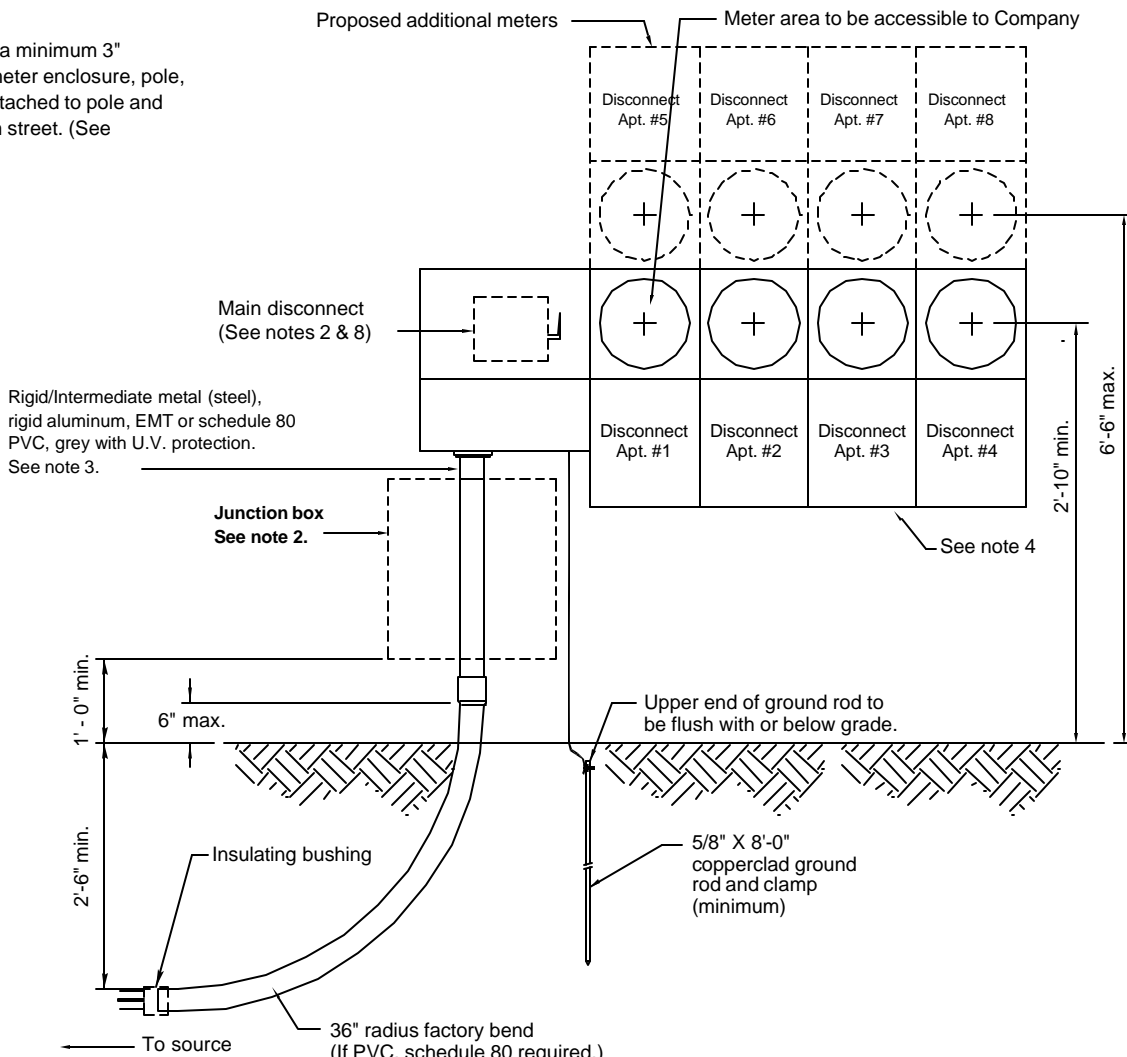 Proposed additional meters
Meter area to be accessible to Company
a minimum 3"
meter enclosure, pole,
tached to pole and
street. (See
Disconnect
Apt. #5
Disconnect
Apt. #6
Disconnect
Apt. #7
Disconnect
Apt. #8
Main disconnect
(See notes 2 & 8)
Rigid/Intermediate metal (steel),
rigid aluminum, EMT or schedule 80
PVC, grey with U.V. protection.
See note 3.
Disconnect
Apt. #1
Disconnect
Apt. #2
Disconnect
Apt. #3
Disconnect
Apt. #4
2'-10" min.
6'-6" max.
Junction box
See note 2.
See note 4
1' - 0" min.
6" max.
Upper end of ground rod to
be flush with or below grade.
2'-6" min.
Insulating bushing
5/8" X 8'-0"
copperclad ground
rod and clamp
(minimum)
36" radius factory bend
(If PVC, schedule 80 required.)
To source